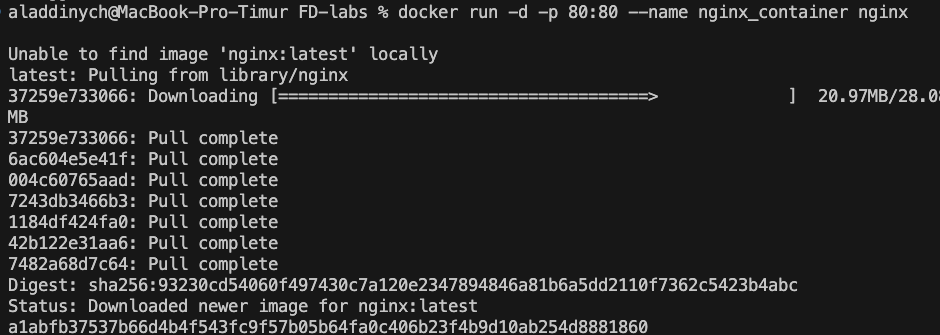 aladdinych@MacBook-Pro-Timur FD-labs % docker run -d -p 80:80 --name nginx_container nginx
Unable to find image 'nginx:latest' locally
latest: Pulling from library/nginx
37259e733066: Downloading [=====================================>             ]  20.97MB/28.08
MB
37259e733066: Pull complete
6ac604e5e41f: Pull complete
004c60765aad: Pull complete
7243db3466b3: Pull complete
1184df424fa0: Pull complete
42b122e31aa6: Pull complete
7482a68d7c64: Pull complete
Digest: sha256:93230cd54060f497430c7a120e2347894846a81b6a5dd2110f7362c5423b4abc
Status: Downloaded newer image for nginx:latest
a1abfb37537b66d4b4f543fc9f57b05b64fa0c406b23f4b9d10ab254d8881860